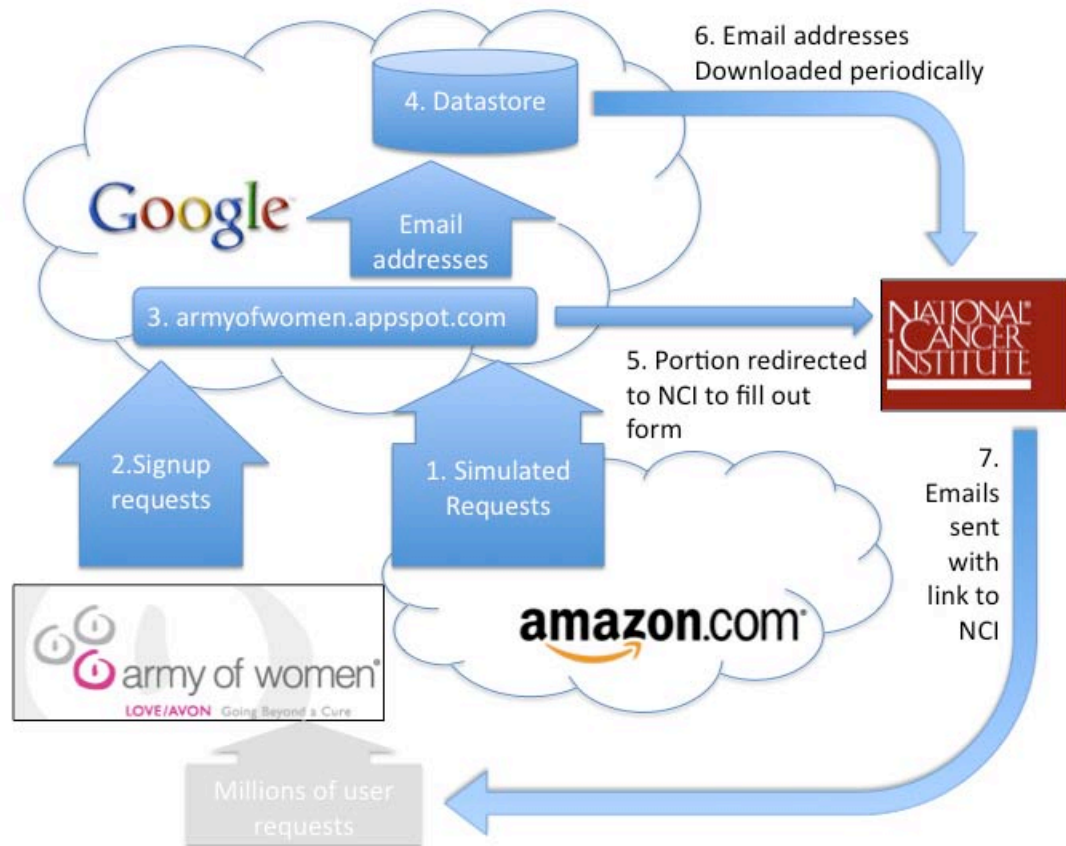 6. Email addresses
Downloaded periodically
4. Datastore
Google
Email
addresses
3. armyofwomen.appspot.com
NATIONAL
CANCER
INSTITUTE
5. Portion redirected
to NCI to fill out
form
2.Signup
requests
1. Simulated
Requests
7.
Emails
sent
with
link to
NCI
amazon.com®
army of women®
LOVE/AVON Going Beyond a Cure
Millions of user
requests